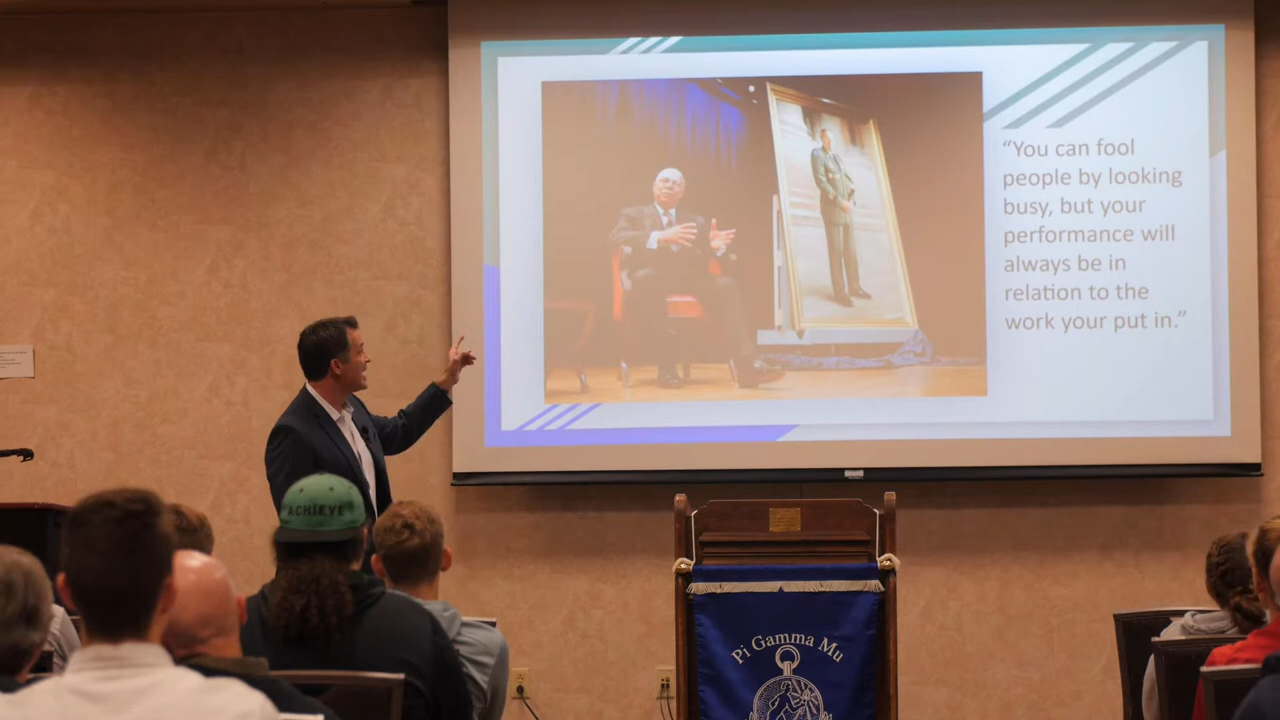 “You can fool
people by looking
busy, but your
performance will
always be in
relation to the
work your put in.”
ACHIEVE
Pi Gamma Mu